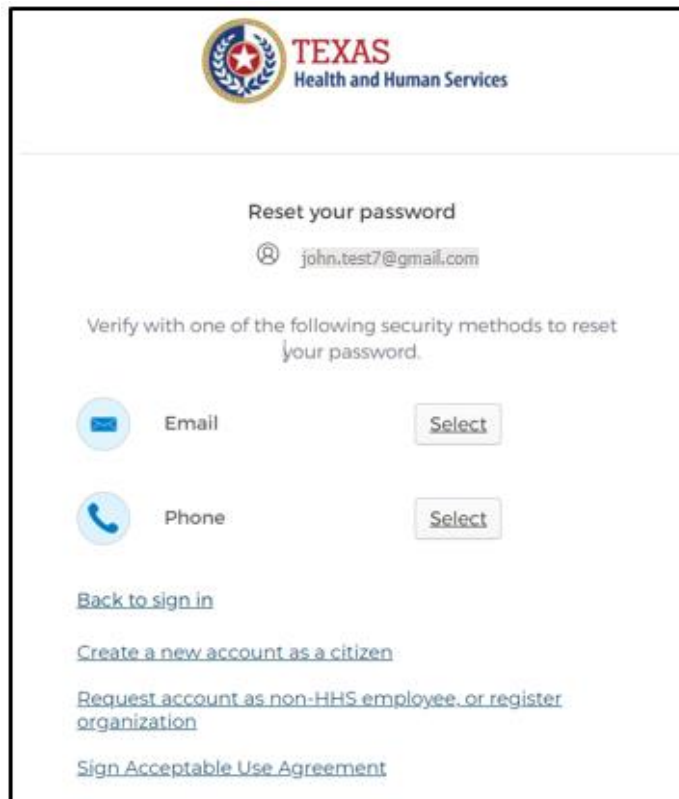 TEXAS
Health and Human Services
Reset your password
john.test7@gmail.com
Verify with one of the following security methods to reset
your password.
Email Select
Phone Select
Back to sign in
Create a new account as a citizen
Request account as non-HHS employee, or register
organization
Sign Acceptable Use Agreement